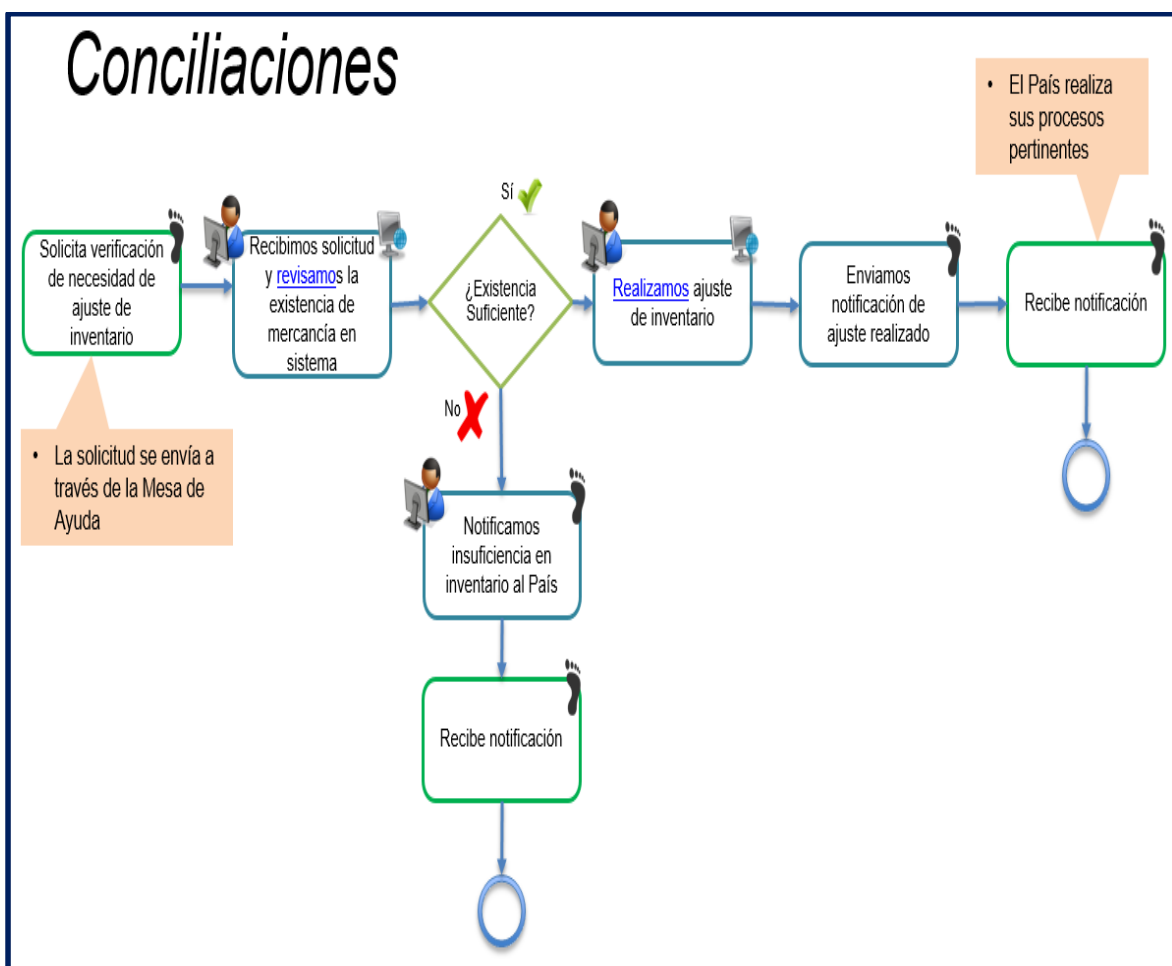 Conciliaciones
• El País realiza
sus procesos
pertinentes
Sí
Solicita verificación
de necesidad de
ajuste de
inventario
Recibimos solicitud
y revisamos la
existencia de
mercancía en
sistema
¿Existencia
Suficiente?
Realizamos ajuste
de inventario
Enviamos
notificación de
ajuste realizado
Recibe notificación
No
• La solicitud se envía a
través de la Mesa de
Ayuda
Notificamos
insuficiencia en
inventario al País
Recibe notificación